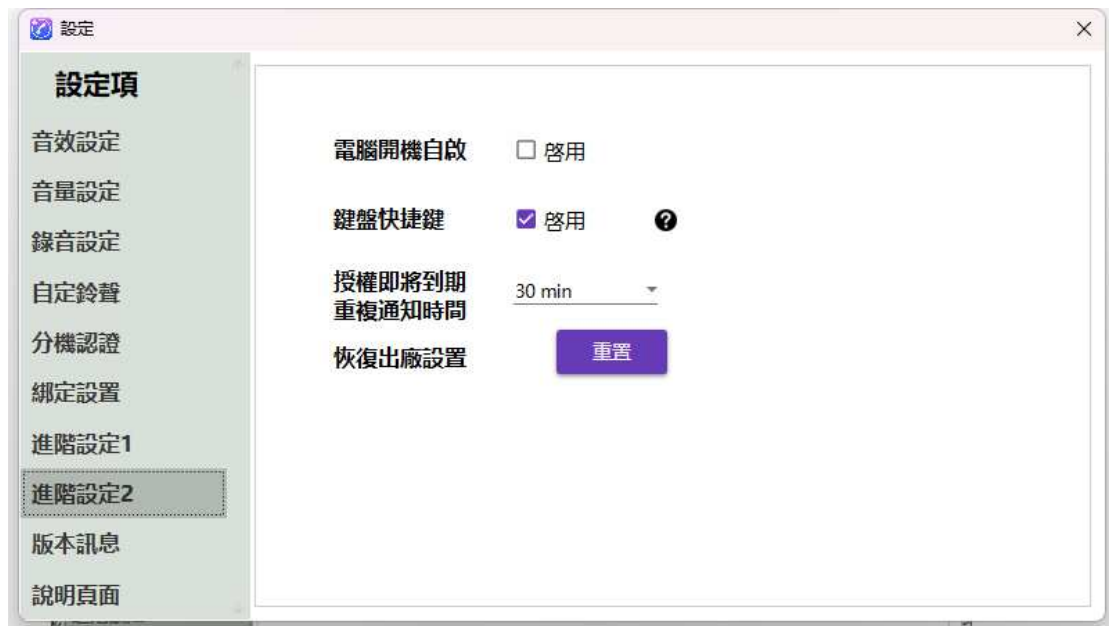 設定
設定項
音效設定
音量設定
錄音設定
自定鈴聲
分機認證
綁定設置
進階設定1
進階設定2
版本訊息
說明頁面
電腦開機自啟
啓用
鍵盤快捷鍵
啓用
授權即將到期
重複通知時間
30 min
恢復出廠設置
重置